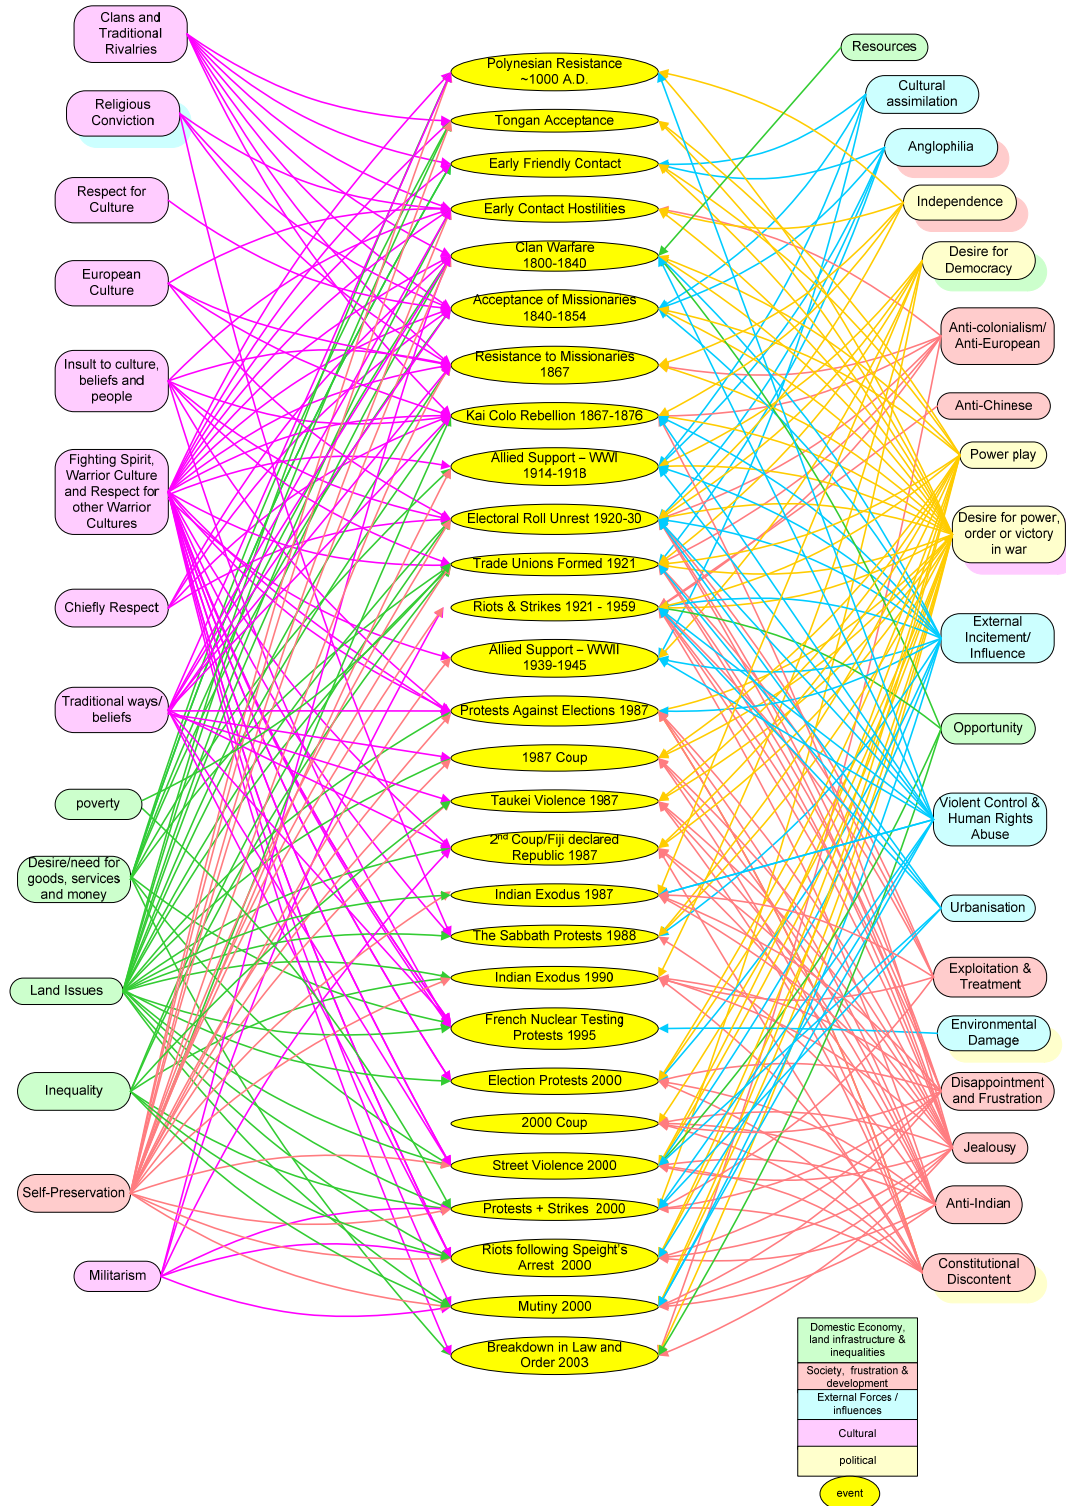 Clans and
Traditional
Rivalries
Religious
Conviction
Respect for
Culture
European
Culture
Insult to culture,
beliefs and
people
Fighting Spirit,
Warrior Culture
and Respect for
other Warrior
Cultures
Chiefly Respect
Traditional ways/
beliefs
poverty
Desire/need for
goods, services
and money
Land Issues
Inequality
Self-Preservation
Militarism
Polynesian Resistance
~1000 A.D.
Tongan Acceptance
Early Friendly Contact
Early Contact Hostilities
Clan Warfare
1800-1840
Acceptance of Missionaries
1840-1854
Resistance to Missionaries
1867
Kai Colo Rebellion 1867-1876
Allied Support – WWI
1914-1918
Electoral Roll Unrest 1920-30
Trade Unions Formed 1921
Riots & Strikes 1921 - 1959
Allied Support – WWII
1939-1945
Protests Against Elections 1987
1987 Coup
Taukei Violence 1987
2nd Coup/Fiji declared
Republic 1987
Indian Exodus 1987
The Sabbath Protests 1988
Indian Exodus 1990
French Nuclear Testing
Protests 1995
Election Protests 2000
2000 Coup
Street Violence 2000
Protests + Strikes 2000
Riots following Speight's
Arrest 2000
Mutiny 2000
Breakdown in Law and
Order 2003
Resources
Cultural
assimilation
Anglophilia
Independence
Desire for
Democracy
Anti-colonialism/
Anti-European
Anti-Chinese
Power play
Desire for power,
order or victory
in war
External
Incitement/
Influence
Opportunity
Violent Control &
Human Rights
Abuse
Urbanisation
Exploitation &
Treatment
Environmental
Damage
Disappointment
and Frustration
Jealousy
Anti-Indian
Constitutional
Discontent
Domestic Economy,
land infrastructure &
inequalities
Society, frustration &
development
External Forces /
influences
Cultural
political
event